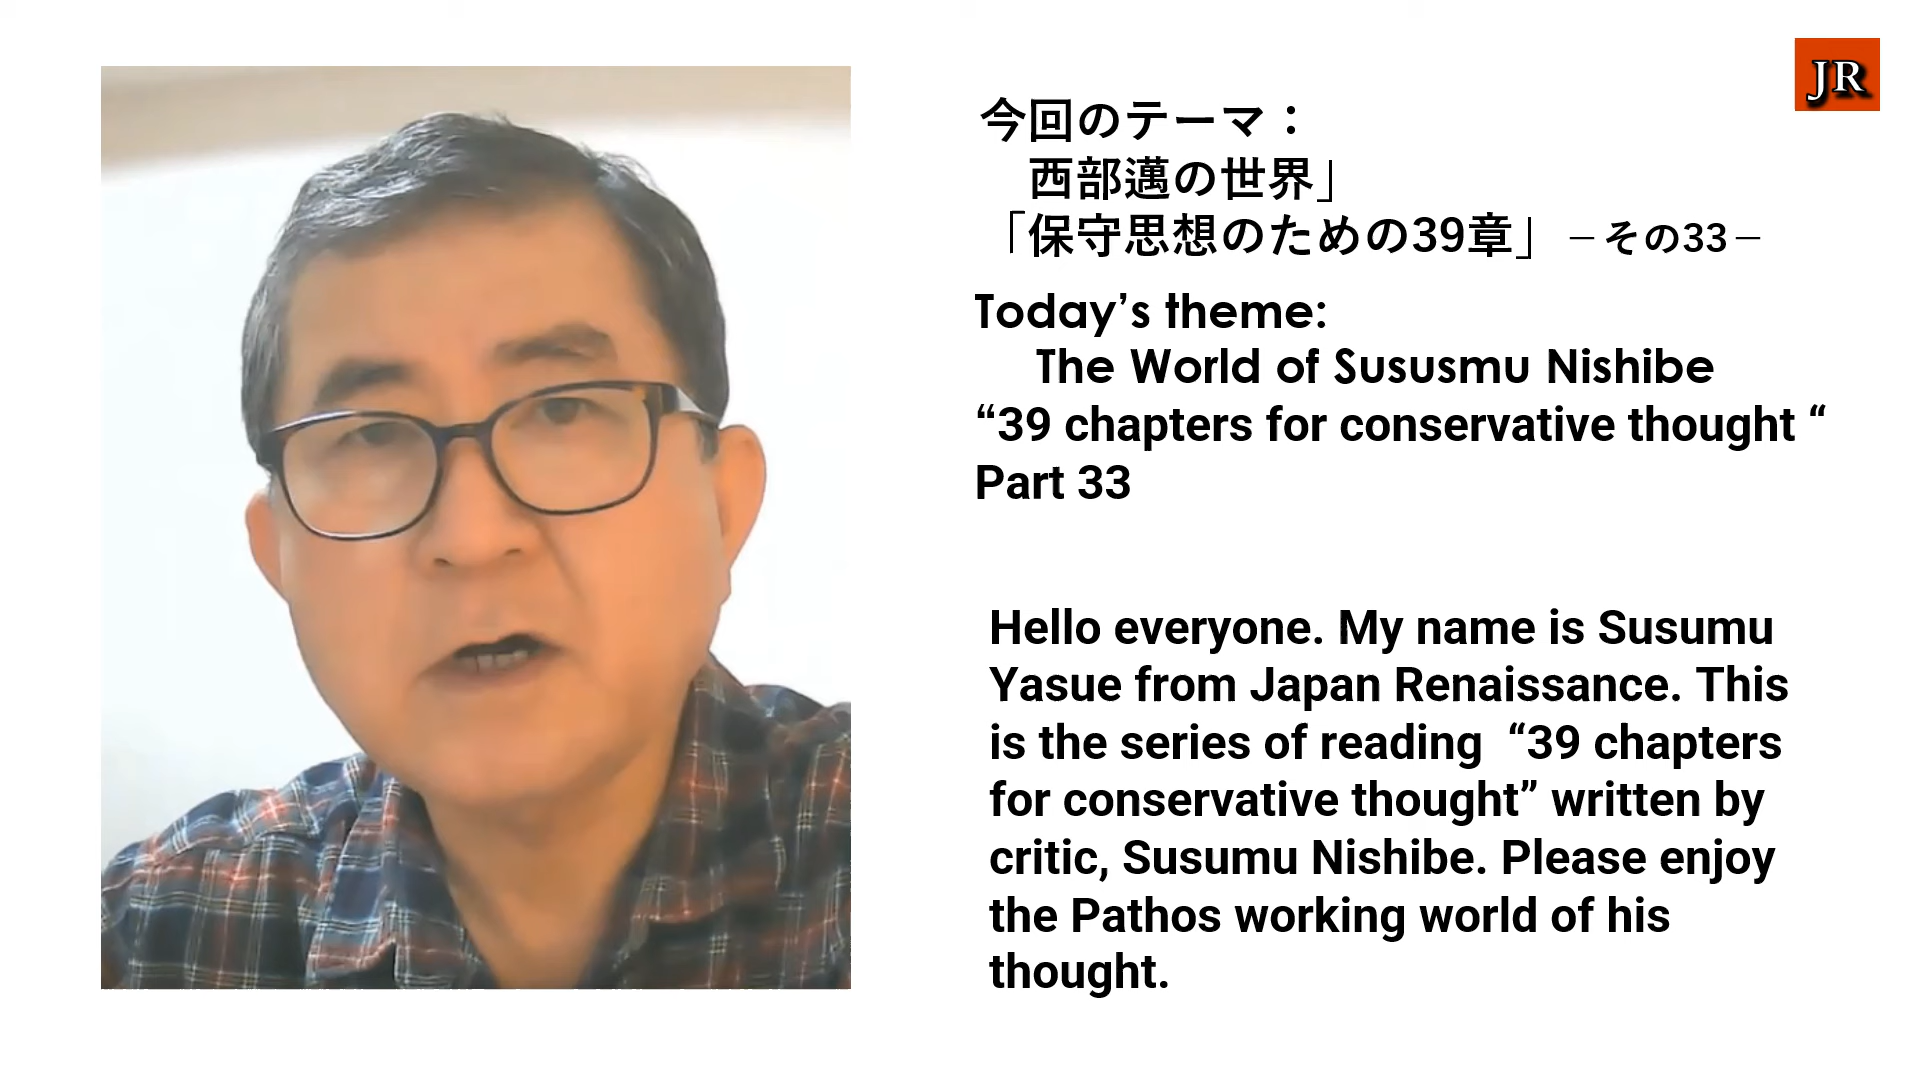 JR
今回のテーマ：
西部邁の世界」
「保守思想のための39章」－その33－
Today’s theme:
The World of Sususmu Nishibe
“39 chapters for conservative thought “
Part 33
Hello everyone. My name is Susumu
Yasue from Japan Renaissance. This
is the series of reading “39 chapters
for conservative thought” written by
critic, Susumu Nishibe. Please enjoy
the Pathos working world of his
thought.